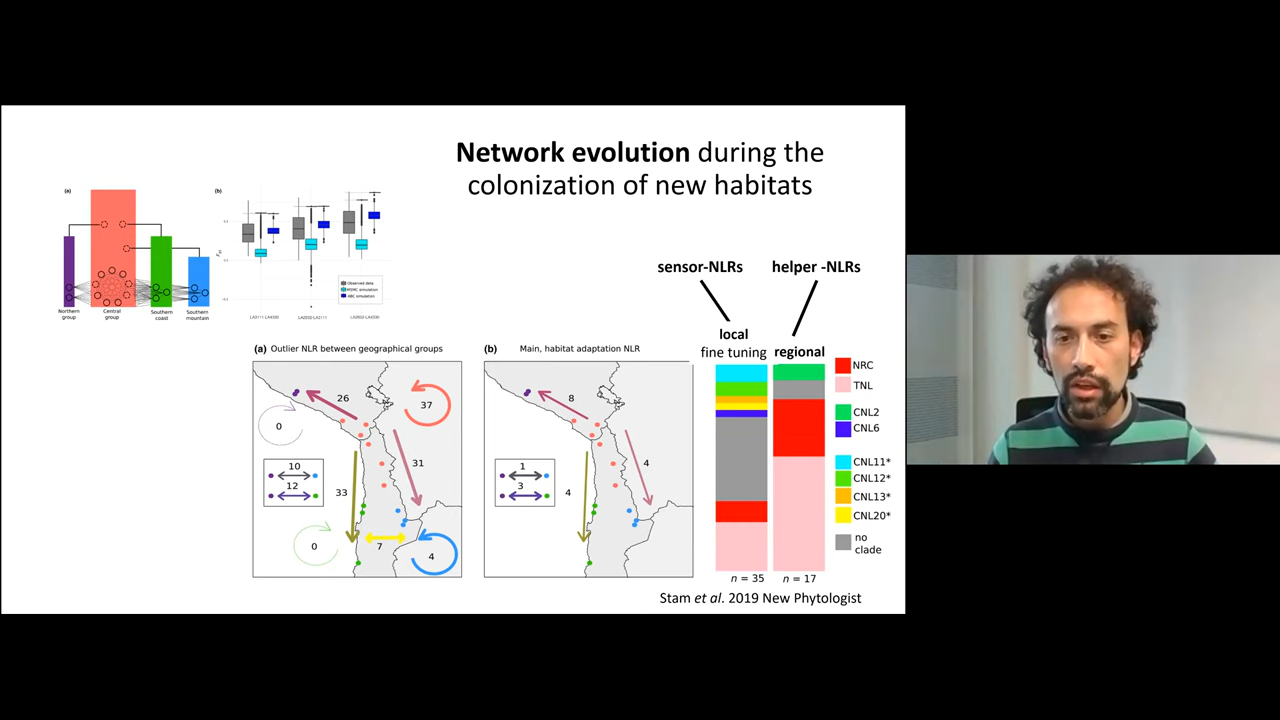 Network evolution during the
colonization of new habitats
(a)
Northern
group
Central
group
Southern
coast
Southern
mountain
(b)
Observed data
MSMC simulation
ABC simulation
sensor-NLRs
helper -NLRs
local
fine tuning
regional
(a) Outlier NLR between geographical groups
26
37
0
10
12
31
33
0
7
4
(b) Main, habitat adaptation NLR
8
1
3
4
4
NRC
TNL
CNL2
CNL6
CNL11*
CNL12*
CNL13*
CNL20*
no
clade
n = 35
n = 17
Stam et al. 2019 New Phytologist